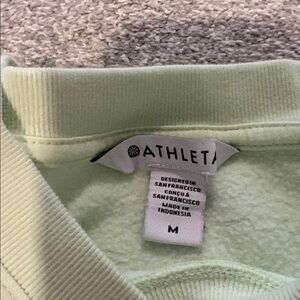 ATHLETA
DESIGNED IN
SAN FRANCISCO
CONÇU À
SAN FRANCISCO
MADE IN
INDONESIA
M